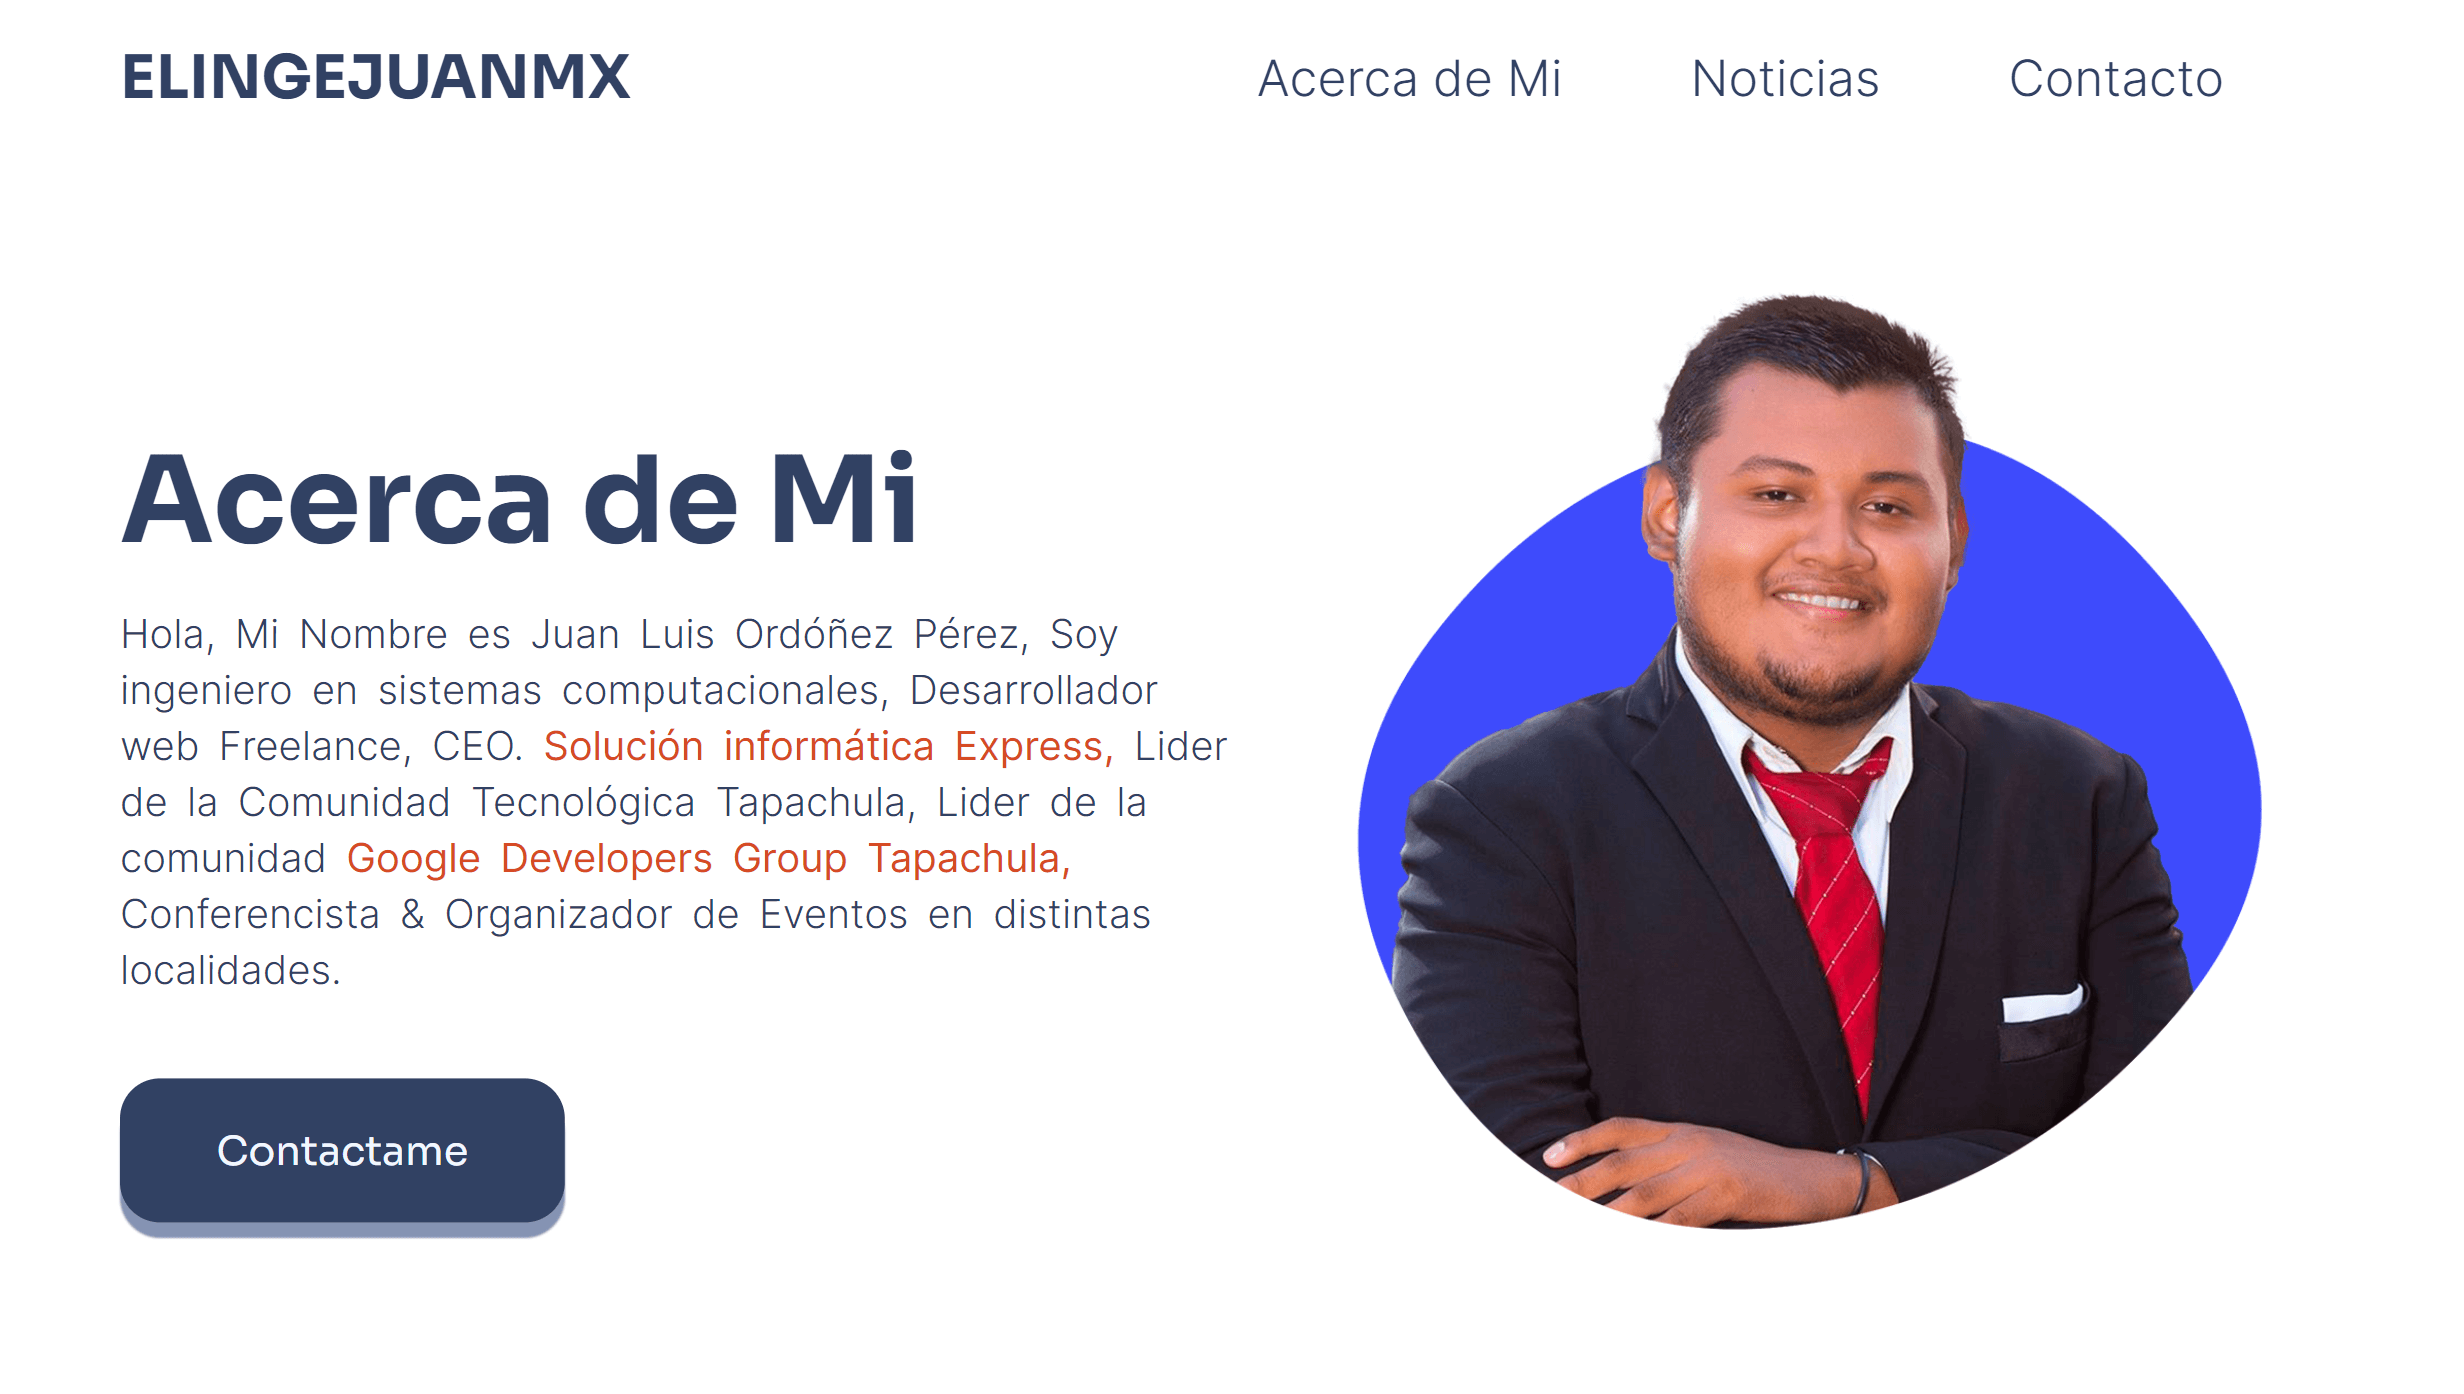 ELINGEJUANMX
Acerca de Mi
Noticias
Contacto
Acerca de Mi
Hola, Mi Nombre es Juan Luis Ordóñez Pérez, Soy
ingeniero en sistemas computacionales, Desarrollador
web Freelance, CEO. Solución informática Express, Lider
de la Comunidad Tecnológica Tapachula, Lider de la
comunidad Google Developers Group Tapachula,
Conferencista & Organizador de Eventos en distintas
localidades.
Contactame